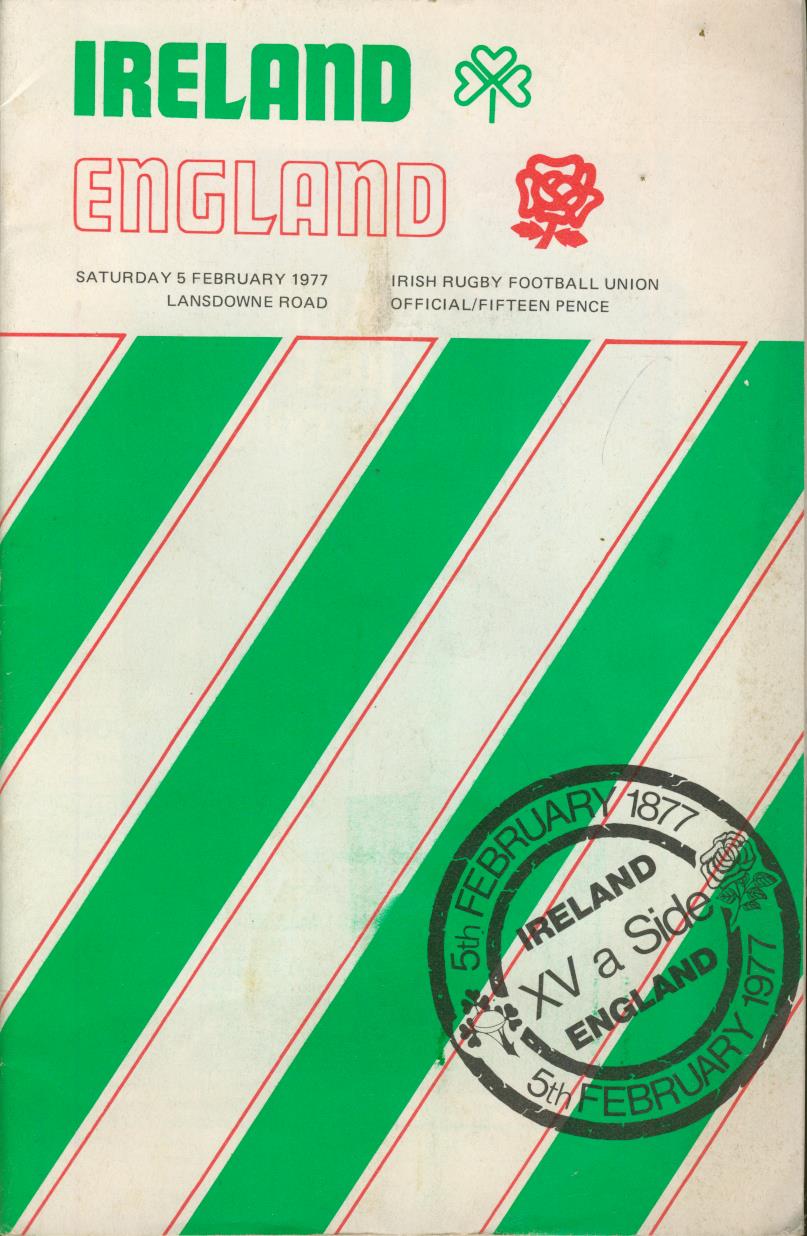 IRELAND
ENGLAND
SATURDAY 5 FEBRUARY 1977
LANSDOWNE ROAD
IRISH RUGBY FOOTBALL UNION
OFFICIAL/FIFTEEN PENCE
5th FEBRUARY 1877
IRELAND
XV a Side
ENGLAND
5th FEBRUARY 1977